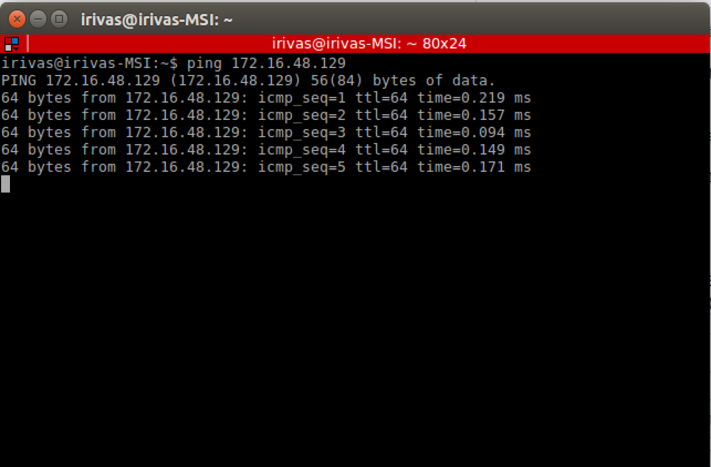 irivas@irivas-MSI: ~
irivas@irivas-MSI: ~ 80x24
irivas@irivas-MSI:~$ ping 172.16.48.129
PING 172.16.48.129 (172.16.48.129) 56(84) bytes of data.
64 bytes from 172.16.48.129: icmp_seq=1 ttl=64 time=0.219 ms
64 bytes from 172.16.48.129: icmp_seq=2 ttl=64 time=0.157 ms
64 bytes from 172.16.48.129: icmp_seq=3 ttl=64 time=0.094 ms
64 bytes from 172.16.48.129: icmp_seq=4 ttl=64 time=0.149 ms
64 bytes from 172.16.48.129: icmp_seq=5 ttl=64 time=0.171 ms